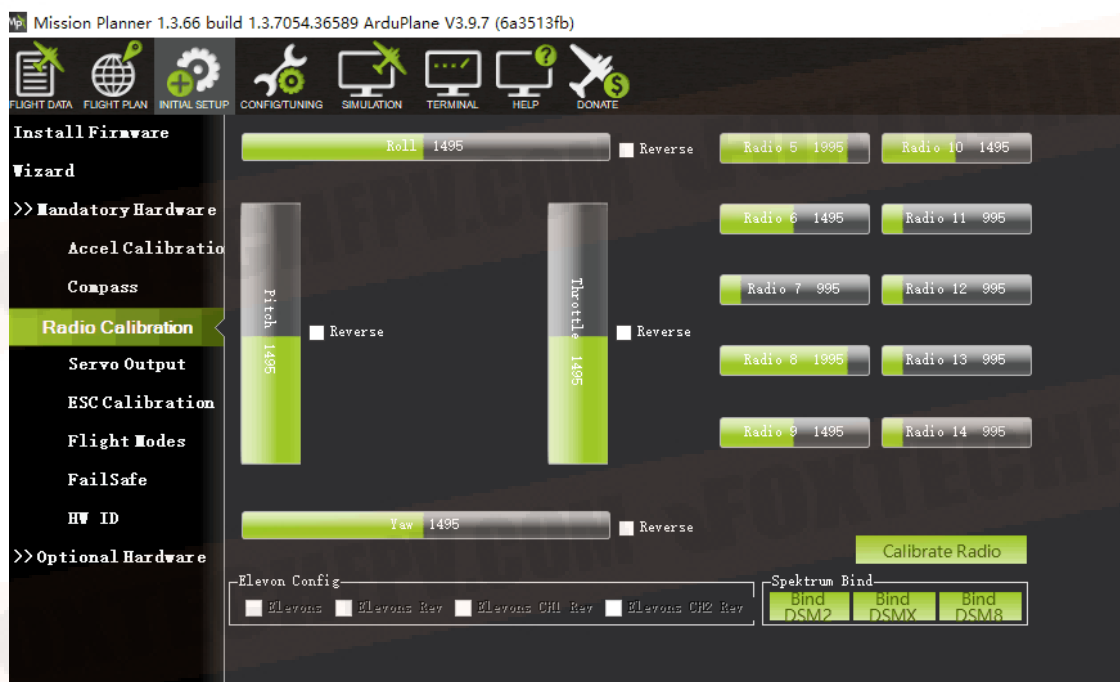 Mission Planner 1.3.66 build 1.3.7054.36589 ArduPlane V3.9.7 (6a3513fb)
FLIGHT DATA FLIGHT PLAN INITIAL SETUP CONFIG/TUNING SIMULATION TERMINAL HELP DONATE
Install Firmware
Wizard
>> Mandatory Hardware
Accel Calibratio
Compass
Radio Calibration
Servo Output
ESC Calibration
Flight Modes
FailSafe
HW ID
>> Optional Hardware
Roll 1495
Reverse
Pitch 1495
Reverse
Throttle 1495
Reverse
Yaw 1495
Reverse
Radio 5 1995
Radio 10 1495
Radio 6 1495
Radio 11 995
Radio 7 995
Radio 12 995
Radio 8 1995
Radio 13 995
Radio 9 1495
Radio 14 995
Calibrate Radio
Elevon Config
Elevons Elevons Rev Elevons CH1 Rev Elevons CH2 Rev
Spektrum Bind
Bind DSM2
Bind DSMX
Bind DSM8